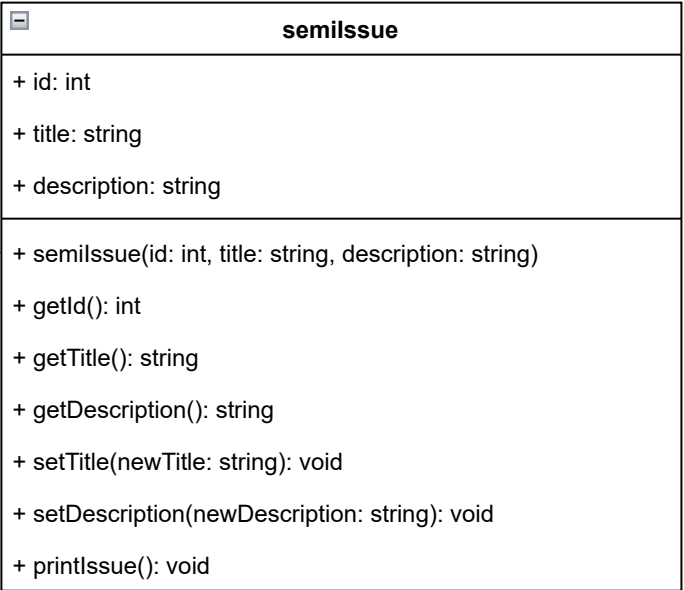 semiIssue
+ id: int
+ title: string
+ description: string
+ semiIssue(id: int, title: string, description: string)
+ getId(): int
+ getTitle(): string
+ getDescription(): string
+ setTitle(newTitle: string): void
+ setDescription(newDescription: string): void
+ printIssue(): void